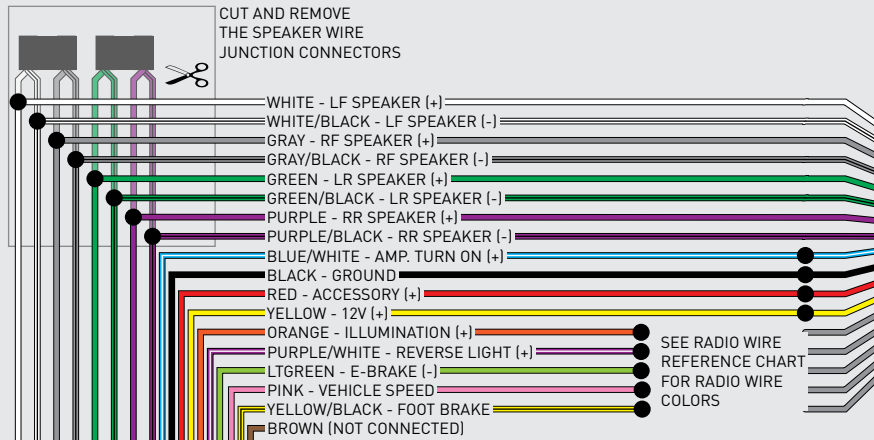 CUT AND REMOVE
THE SPEAKER WIRE
JUNCTION CONNECTORS
WHITE - LF SPEAKER (+)
WHITE/BLACK - LF SPEAKER (-)
GRAY - RF SPEAKER (+)
GRAY/BLACK - RF SPEAKER (-)
GREEN - LR SPEAKER (+)
GREEN/BLACK - LR SPEAKER (-)
PURPLE - RR SPEAKER (+)
PURPLE/BLACK - RR SPEAKER (-)
BLUE/WHITE - AMP. TURN ON (+)
BLACK - GROUND
RED - ACCESSORY (+)
YELLOW - 12V (+)
ORANGE - ILLUMINATION (+)
PURPLE/WHITE - REVERSE LIGHT (+)
LTGREEN - E-BRAKE (-)
PINK - VEHICLE SPEED
YELLOW/BLACK - FOOT BRAKE
BROWN (NOT CONNECTED)
SEE RADIO WIRE
REFERENCE CHART
FOR RADIO WIRE
COLORS